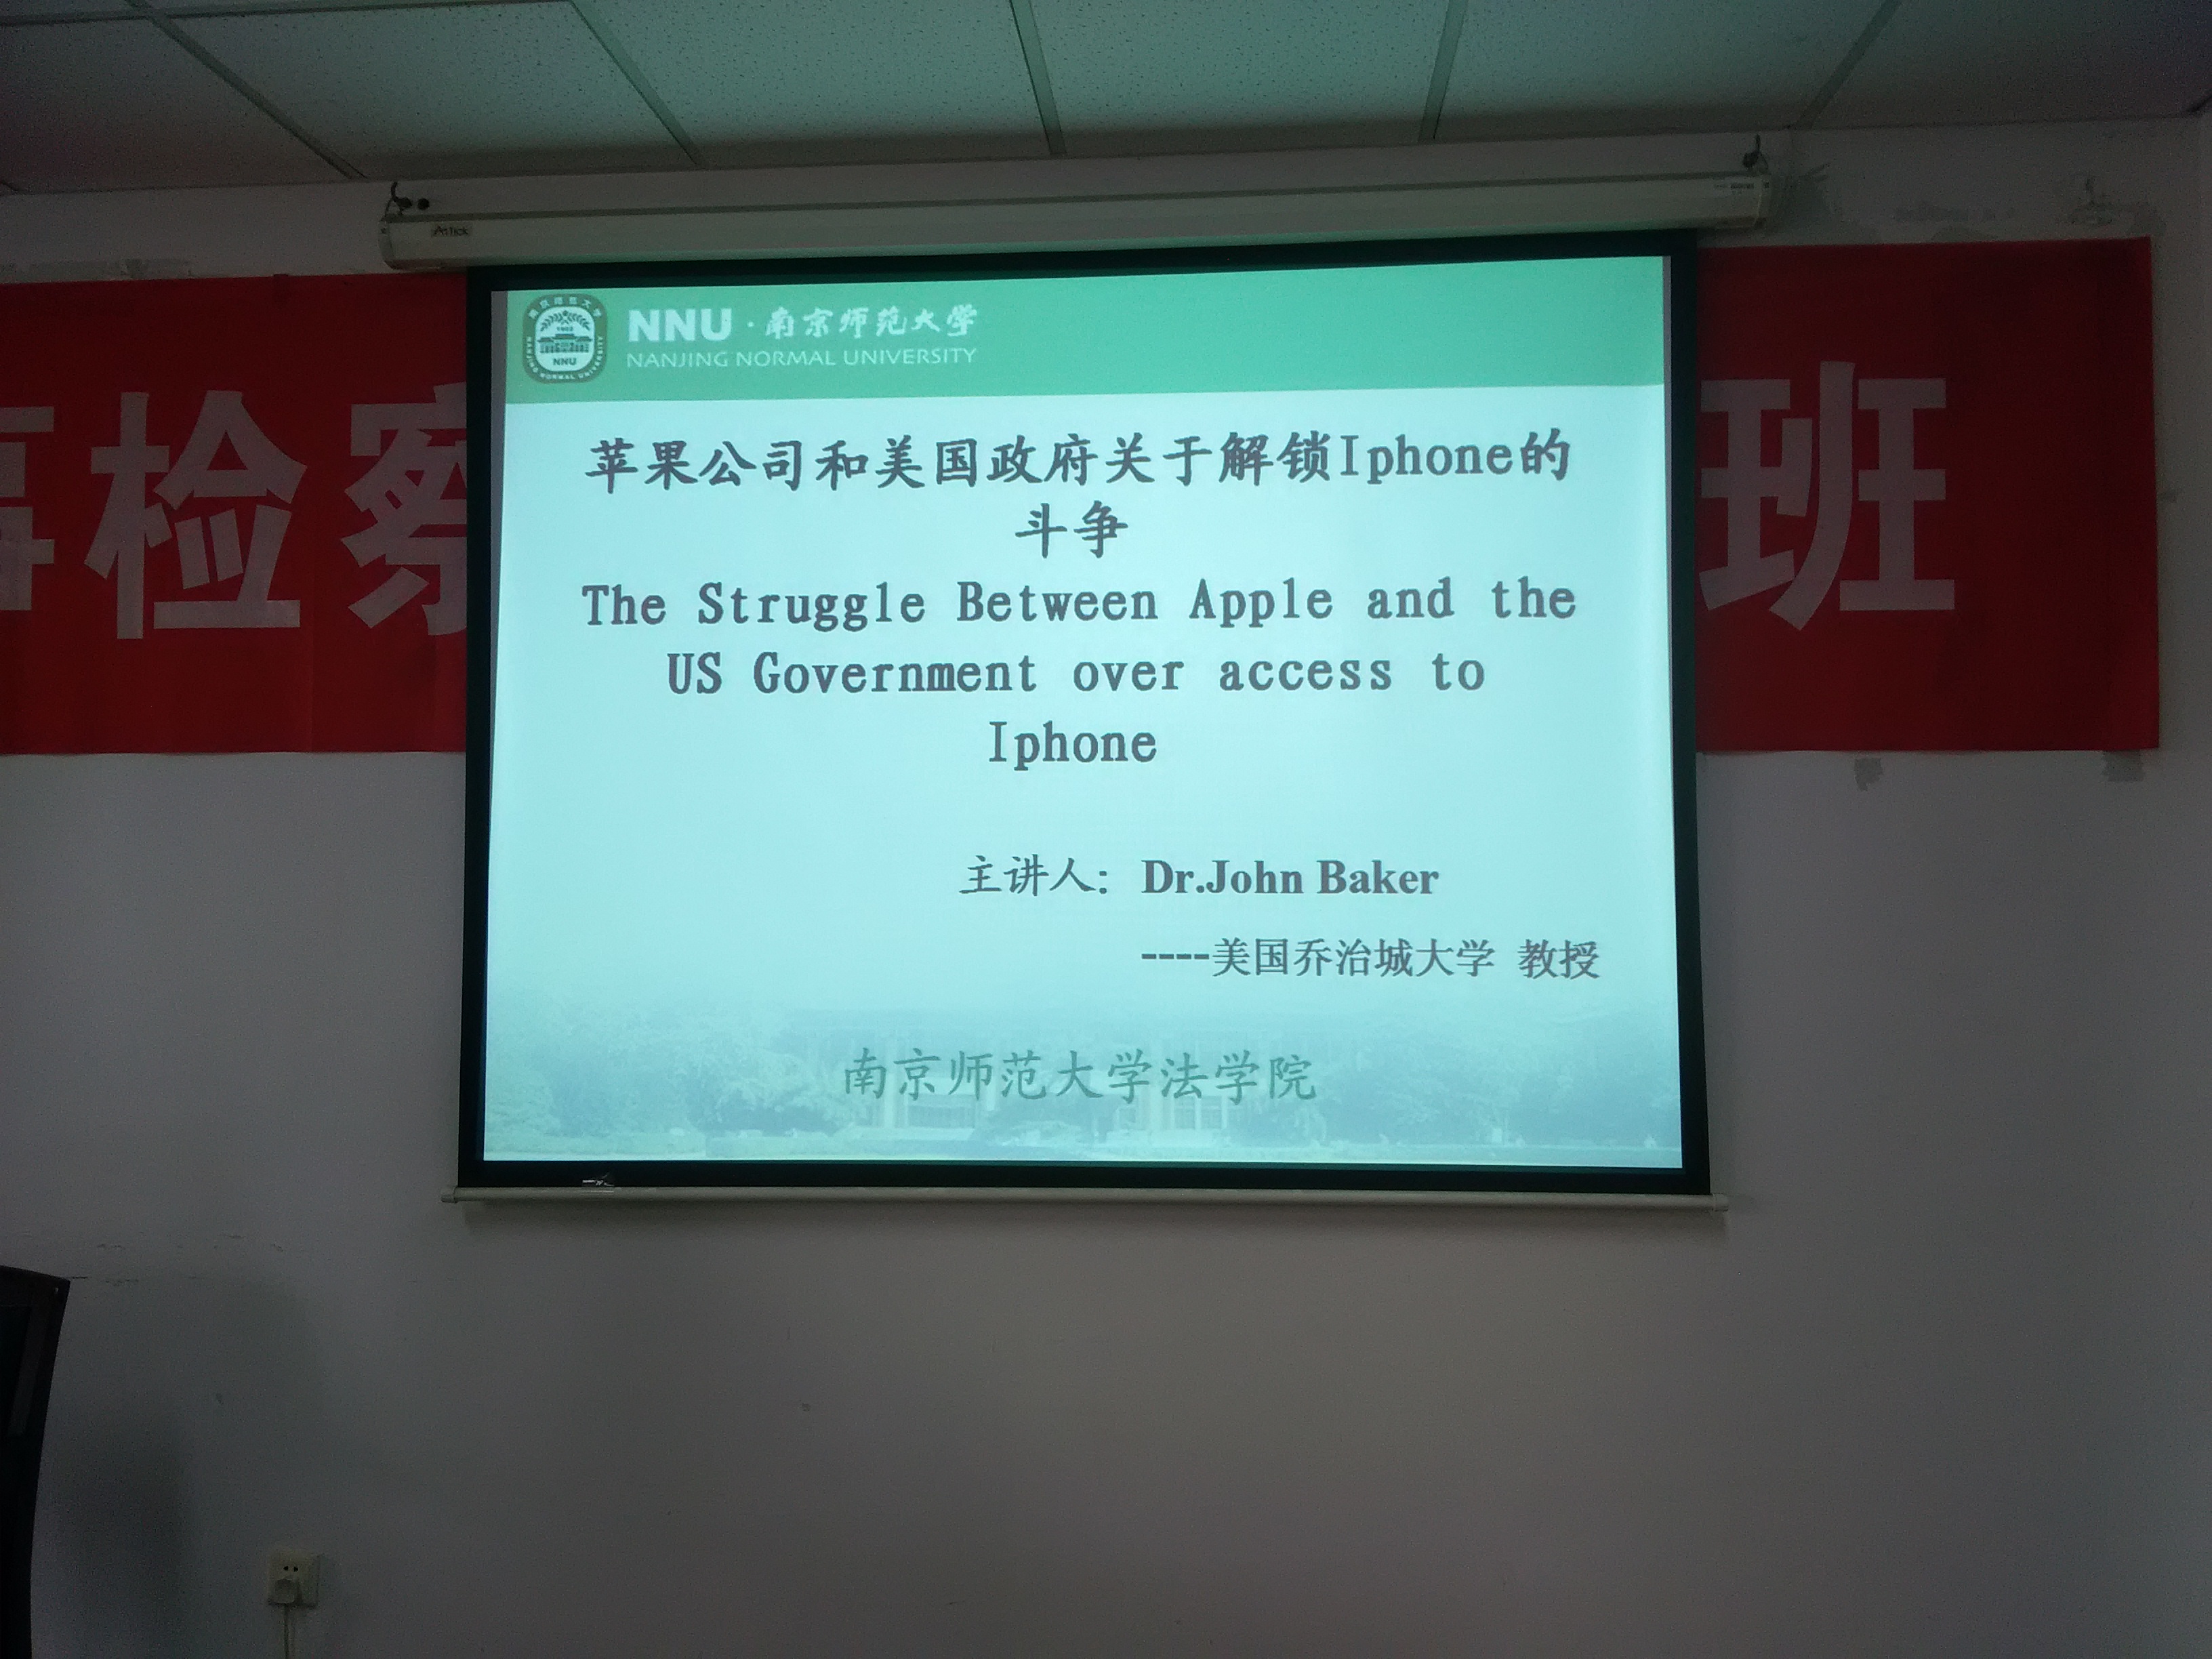 NNU · 南京师范大学
NANJING NORMAL UNIVERSITY
检察
班
苹果公司和美国政府关于解锁Iphone的
斗争
The Struggle Between Apple and the
US Government over access to
Iphone
主讲人：Dr.John Baker
----美国乔治城大学 教授
南京师范大学法学院